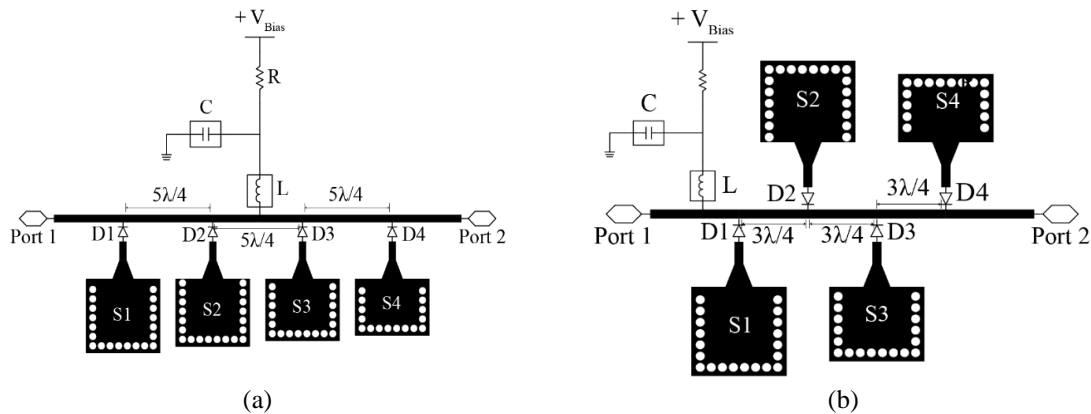 + V_Bias
R
C
L
5λ/4
5λ/4
Port 1
D1
D2
5λ/4
D3
D4
Port 2
S1
S2
S3
S4
(a)
+ V_Bias
C
S2
S4
L
D2
3λ/4
D4
Port 1
D1
3λ/4
3λ/4
D3
Port 2
S1
S3
(b)